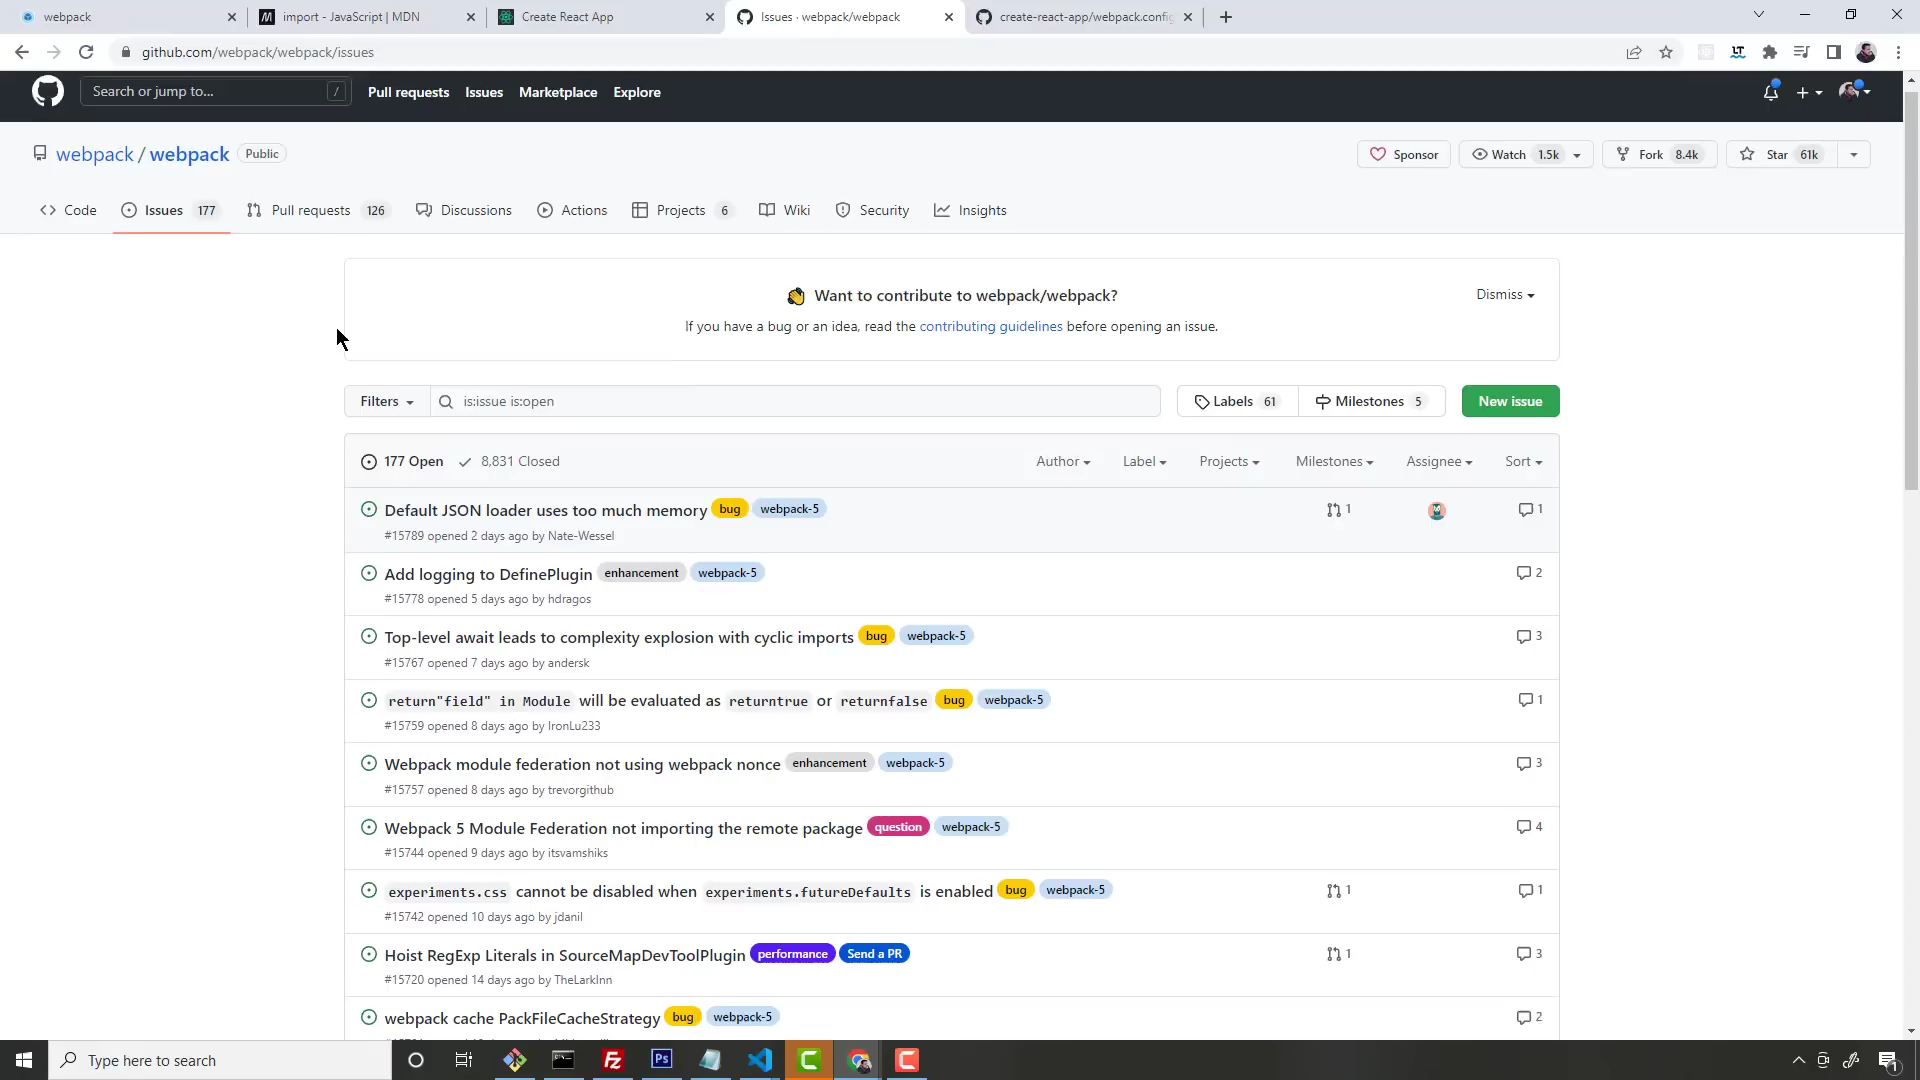 webpack
import - JavaScript | MDN
Create React App
Issues · webpack/webpack
create-react-app/webpack.config
github.com/webpack/webpack/issues
Search or jump to... /
Pull requests Issues Marketplace Explore
webpack / webpack Public
Sponsor Watch 1.5k Fork 8.4k Star 61k
Code Issues 177 Pull requests 126 Discussions Actions Projects 6 Wiki Security Insights
Want to contribute to webpack/webpack? Dismiss
If you have a bug or an idea, read the contributing guidelines before opening an issue.
Filters is:issue is:open Labels 61 Milestones 5 New issue
177 Open 8,831 Closed Author Label Projects Milestones Assignee Sort
Default JSON loader uses too much memory bug webpack-5 1 1
#15789 opened 2 days ago by Nate-Wessel
Add logging to DefinePlugin enhancement webpack-5 2
#15778 opened 5 days ago by hdragos
Top-level await leads to complexity explosion with cyclic imports bug webpack-5 3
#15767 opened 7 days ago by andersk
return"field" in Module will be evaluated as returntrue or returnfalse bug webpack-5 1
#15759 opened 8 days ago by IronLu233
Webpack module federation not using webpack nonce enhancement webpack-5 3
#15757 opened 8 days ago by trevorgithub
Webpack 5 Module Federation not importing the remote package question webpack-5 4
#15744 opened 9 days ago by itsvamshiks
experiments.css cannot be disabled when experiments.futureDefaults is enabled bug webpack-5 1 1
#15742 opened 10 days ago by jdanil
Hoist RegExp Literals in SourceMapDevToolPlugin performance Send a PR 1 3
#15720 opened 14 days ago by TheLarkInn
webpack cache PackFileCacheStrategy bug webpack-5 2
Type here to search